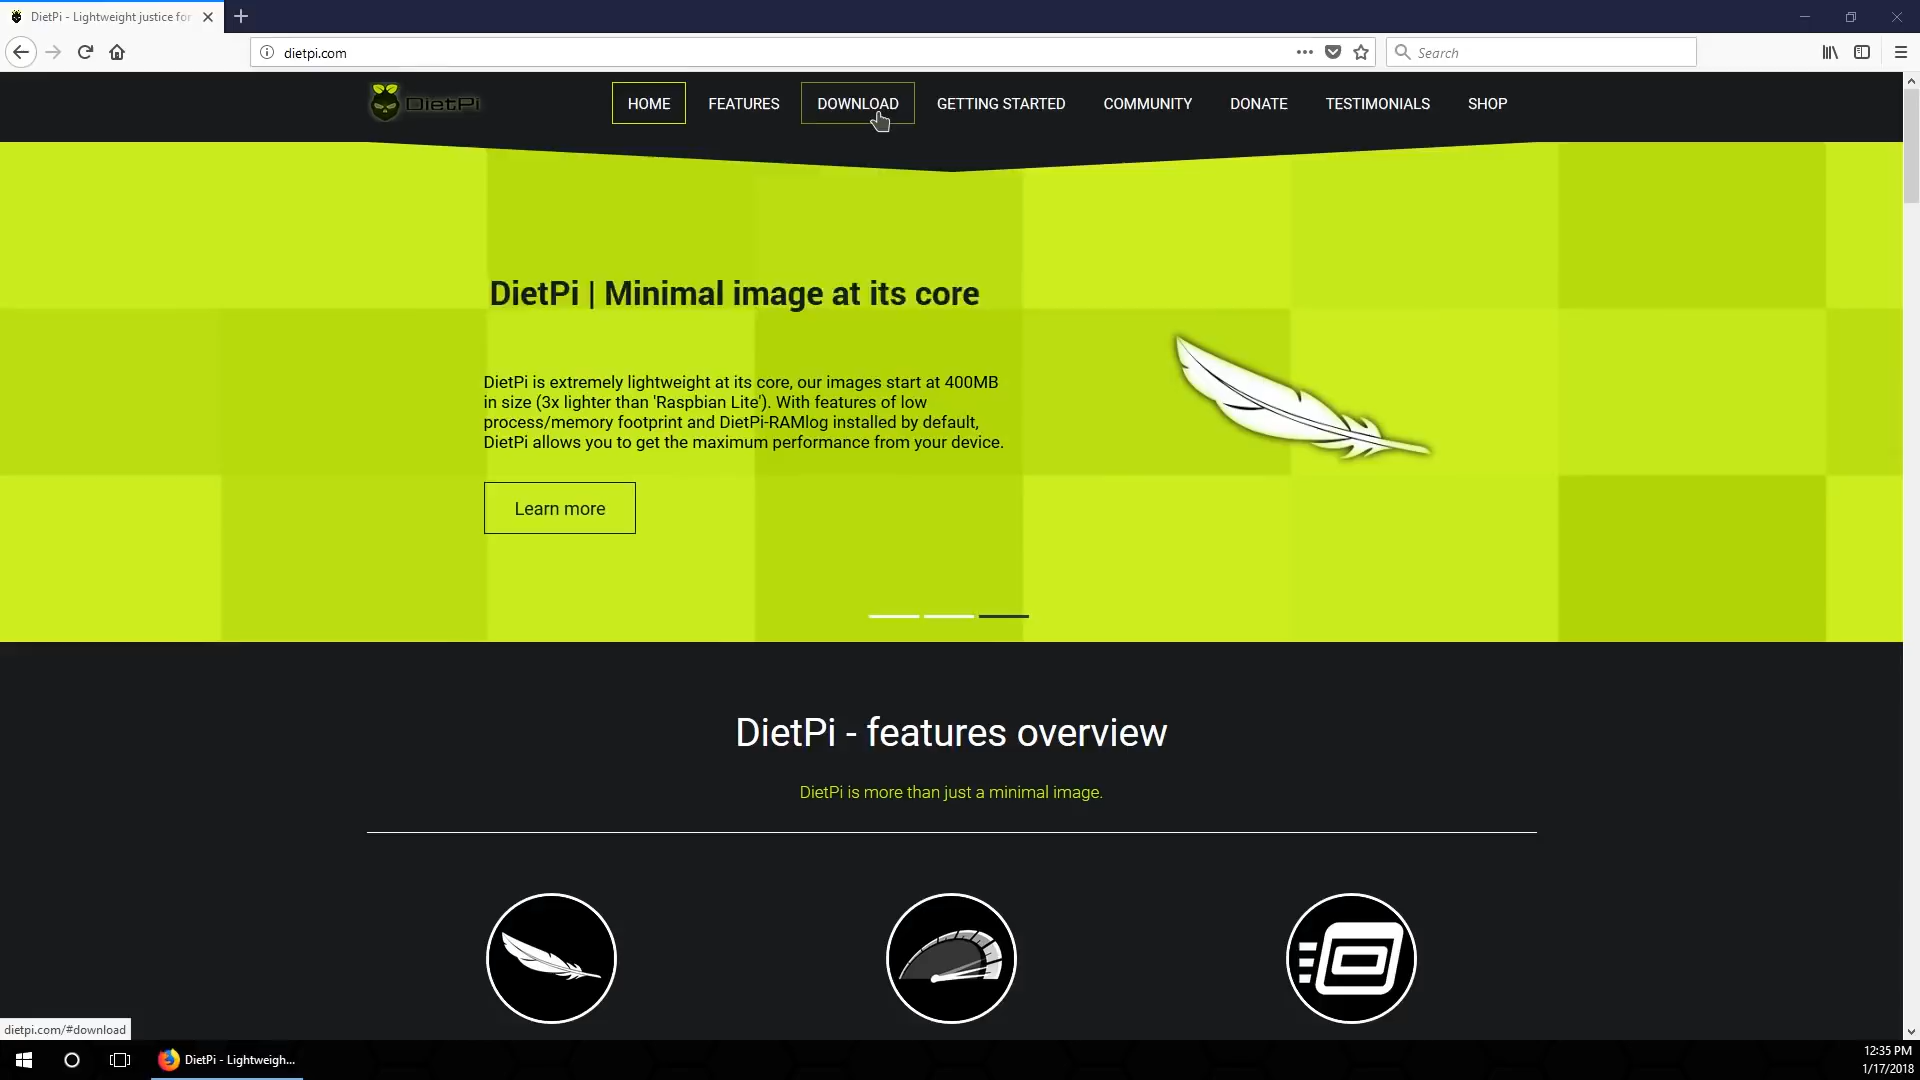 DietPi - Lightweight justice for
dietpi.com
Search
DietPi
HOME
FEATURES
DOWNLOAD
GETTING STARTED
COMMUNITY
DONATE
TESTIMONIALS
SHOP
DietPi | Minimal image at its core
DietPi is extremely lightweight at its core, our images start at 400MB
in size (3x lighter than 'Raspbian Lite'). With features of low
process/memory footprint and DietPi-RAMlog installed by default,
DietPi allows you to get the maximum performance from your device.
Learn more
DietPi - features overview
DietPi is more than just a minimal image.
dietpi.com/#download
DietPi - Lightweigh...
12:35 PM
1/17/2018